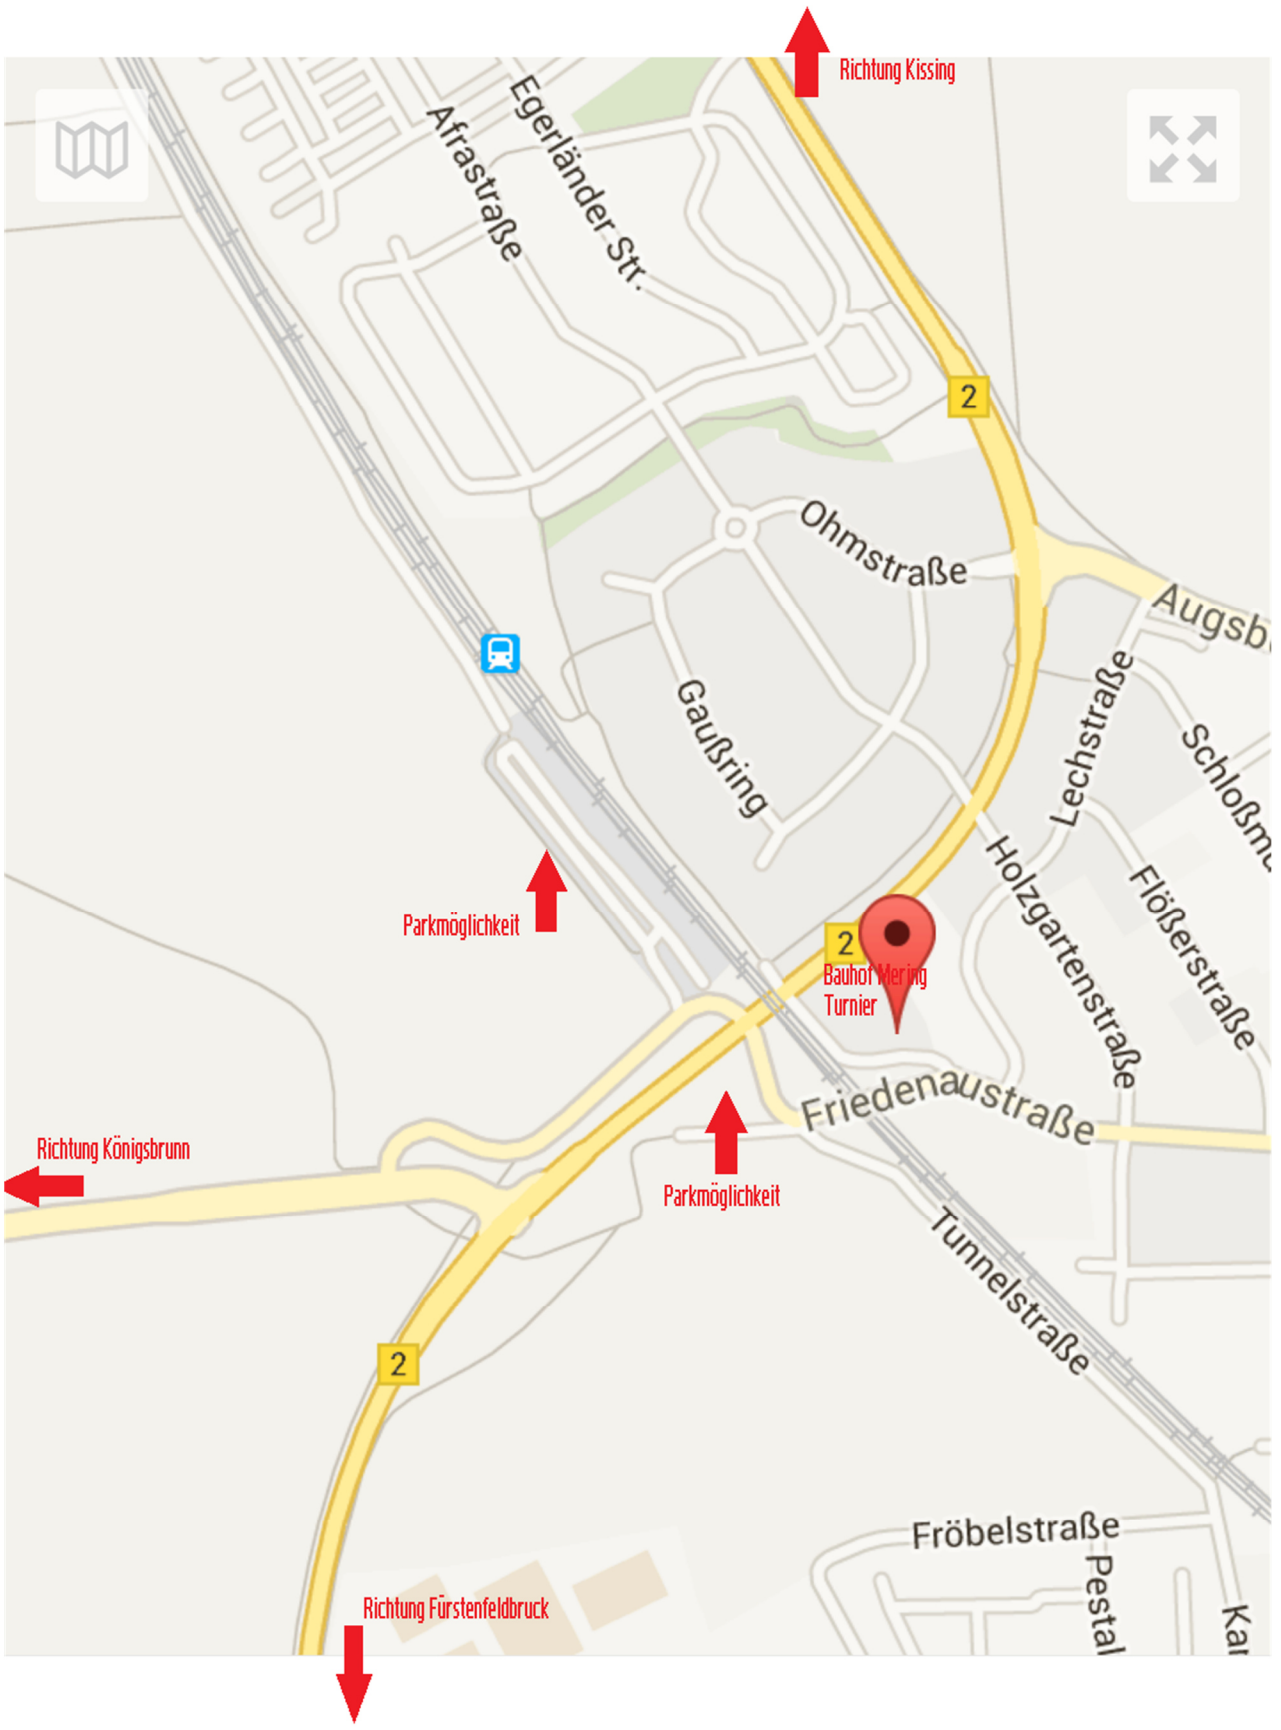 Richtung Kissing
Egerländer Str.
Afrastraße
2
Ohmstraße
Augsb
Lechstraße
Gaußring
Schloßmü
Holzgartenstraße
Flößerstraße
Parkmöglichkeit
2
Bauhof Mering
Turnier
Friedenaustraße
Richtung Königsbrunn
Parkmöglichkeit
Tunnelstraße
2
Fröbelstraße
Pestal
Kar
Richtung Fürstenfeldbruck